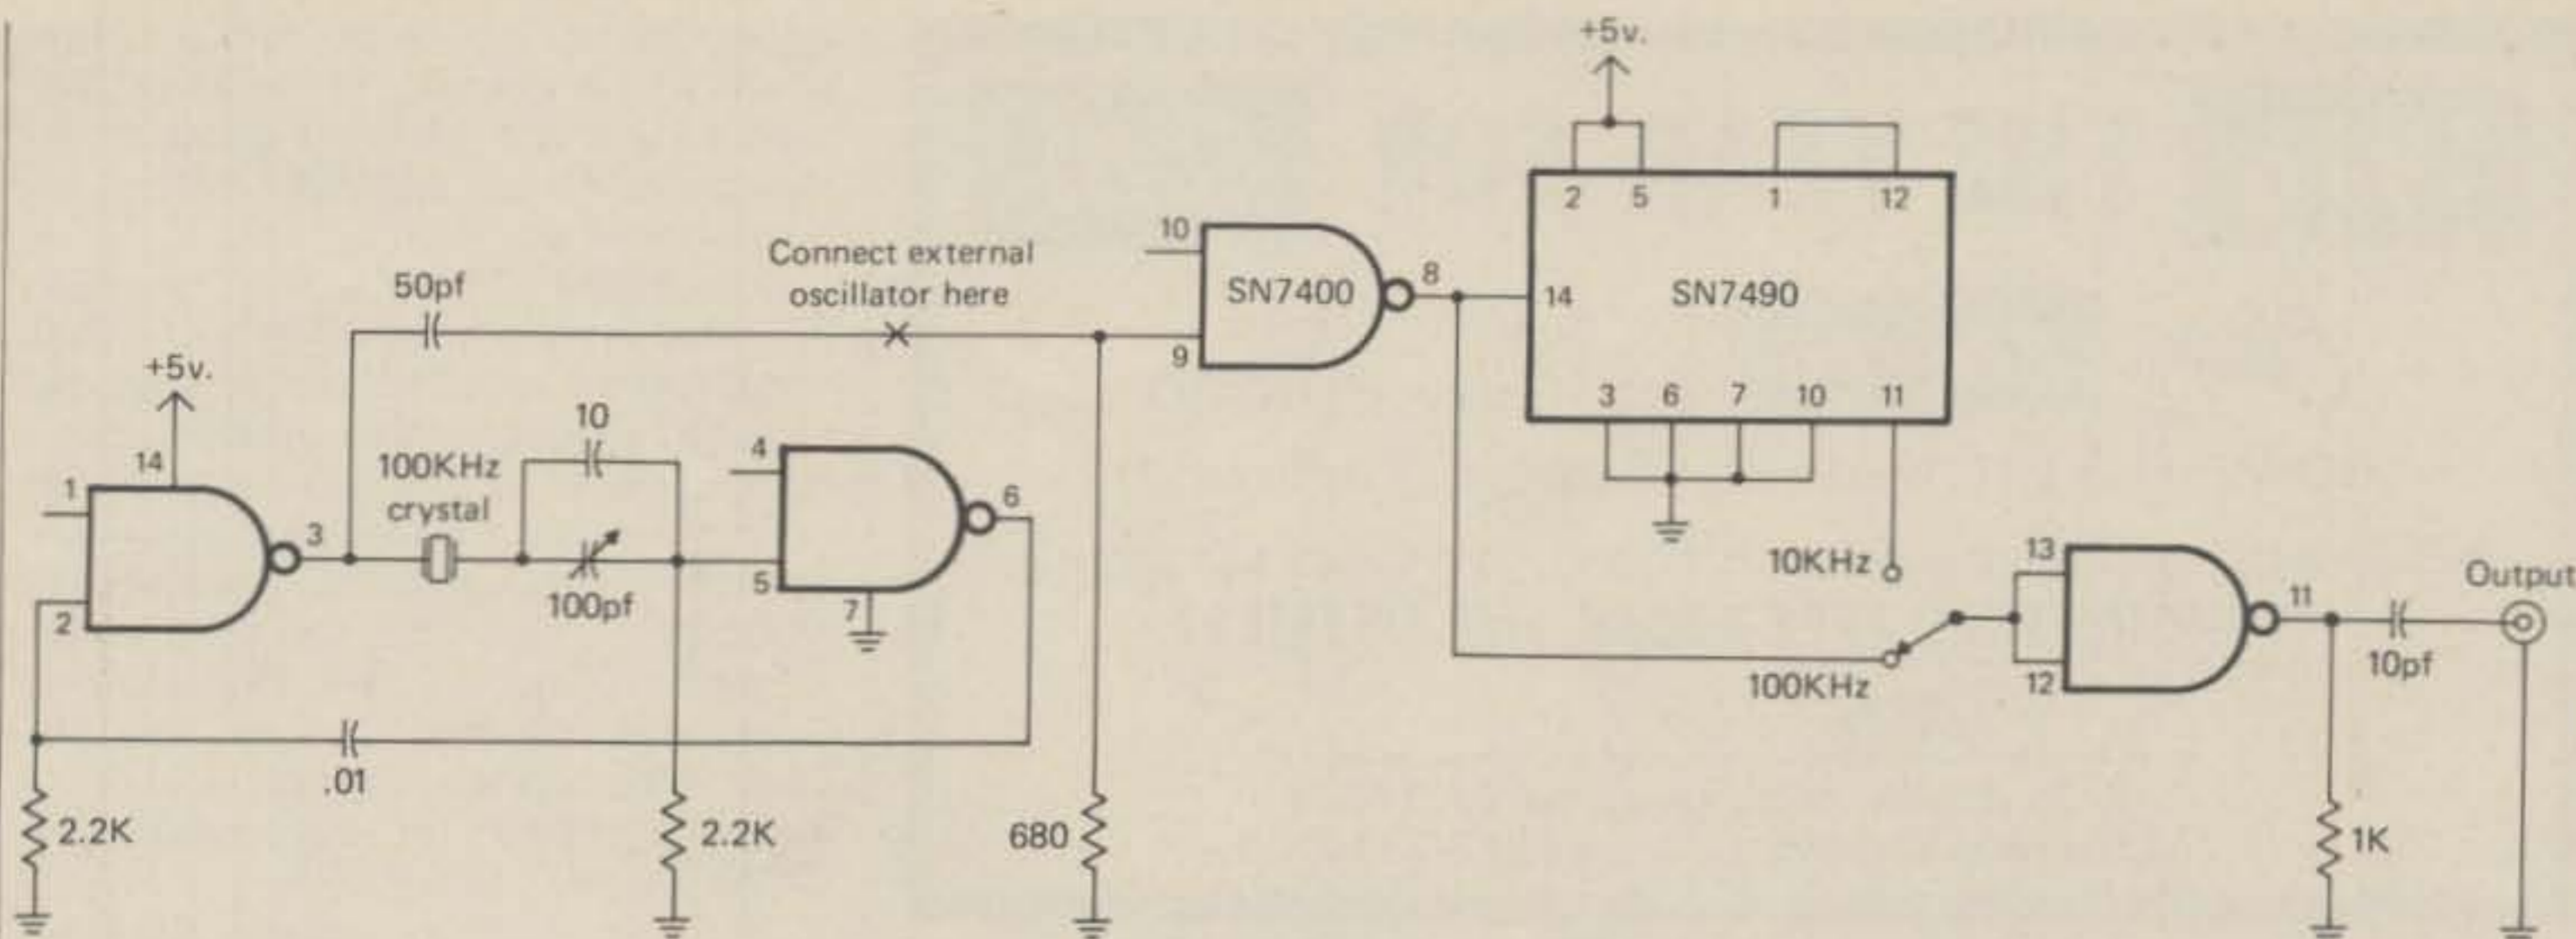 +5v.
2 5 1 12
10
SN7400
8
14
SN7490
9
3 6 7 10 11
Connect external
oscillator here
50pf
+5v.
14
1
3
2
100KHz
crystal
10
100pf
4
6
5
7
.01
2.2K
2.2K
680
10KHz
100KHz
13
12
11
10pf
Output
1K